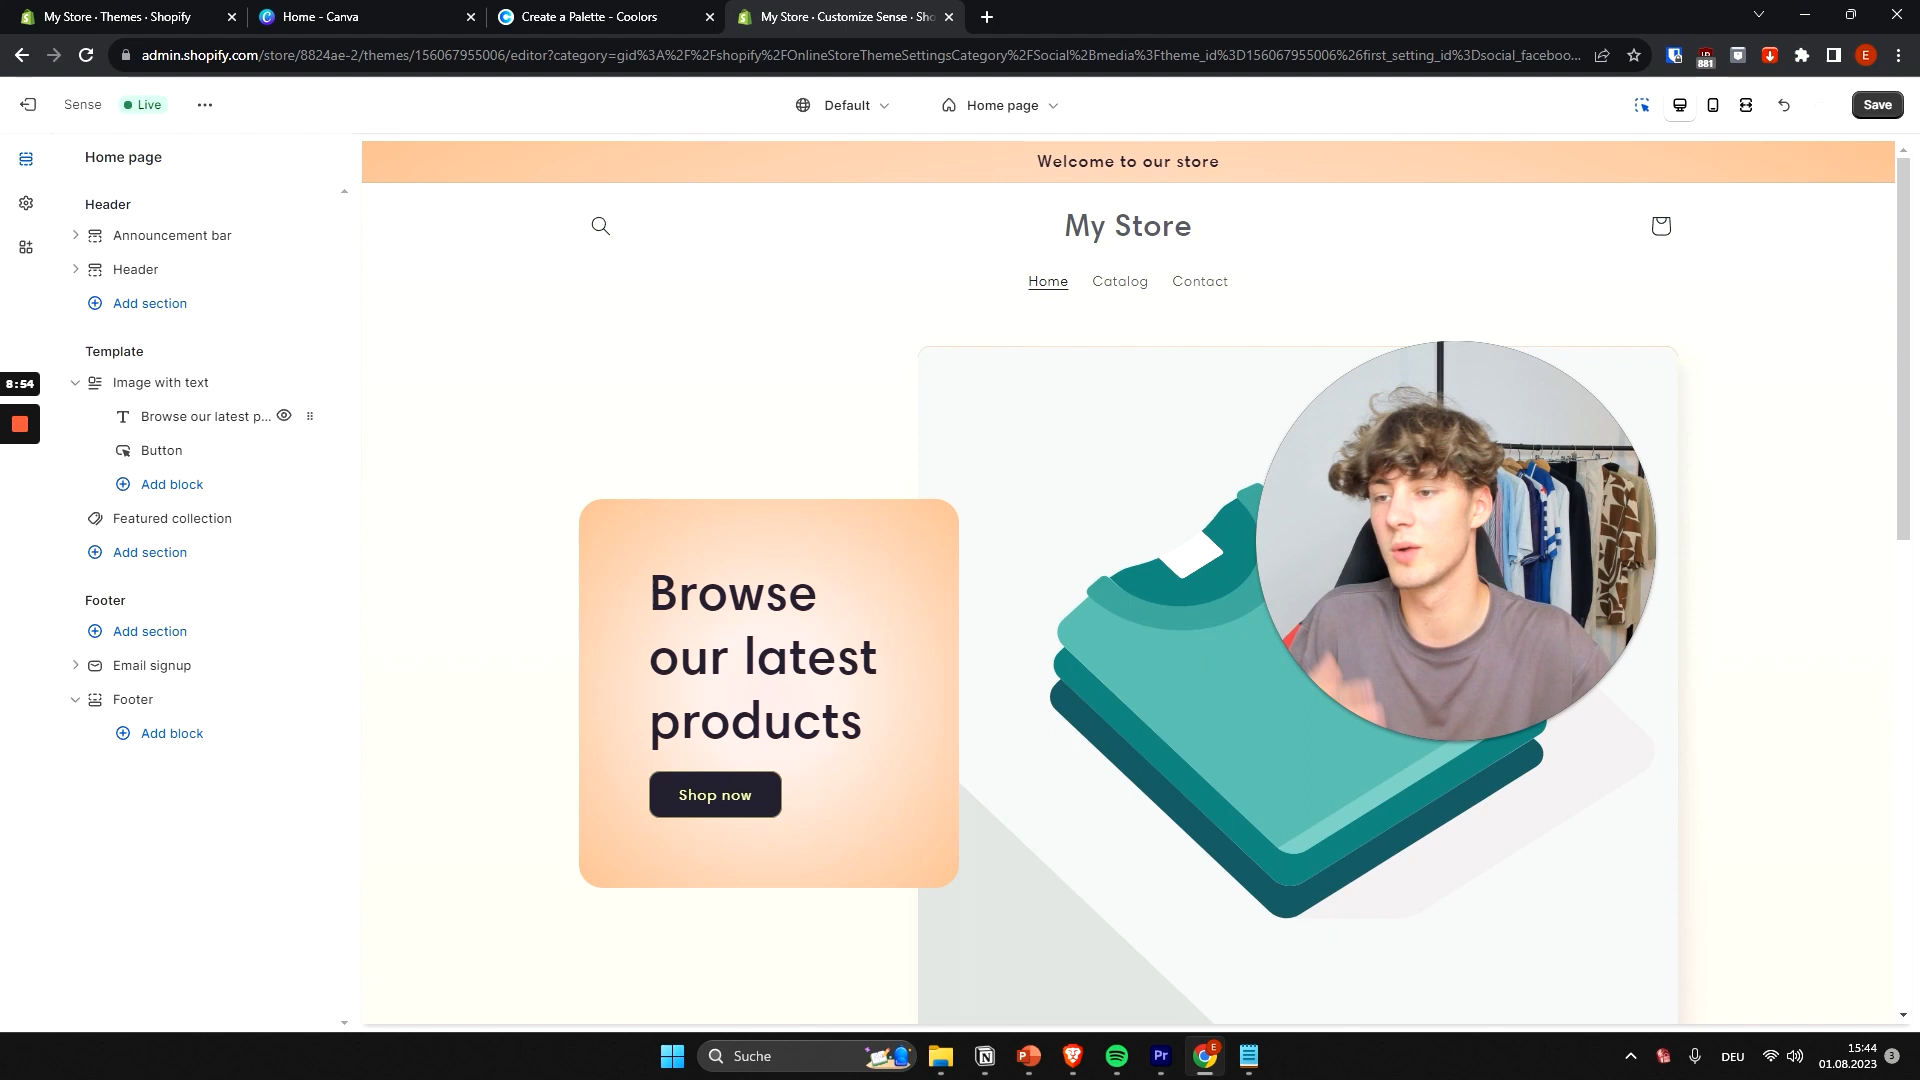 My Store · Themes · Shopify
Home - Canva
Create a Palette - Coolors
My Store · Customize Sense · Sho
admin.shopify.com/store/8824ae-2/themes/156067955006/editor?category=gid%3A%2F%2Fshopify%2FOnlineStoreThemeSettingsCategory%2FSocial%2Bmedia%3Ftheme_id%3D156067955006%26first_setting_id%3Dsocial_faceboo...
881
E
Sense
Live
Default
Home page
Save
Home page
Header
Announcement bar
Header
Add section
Template
Image with text
Browse our latest p...
Button
Add block
Featured collection
Add section
Footer
Add section
Email signup
Footer
Add block
8:54
Welcome to our store
My Store
Home
Catalog
Contact
Browse
our latest
products
Shop now
Suche
Pr
E
DEU
15:44
01.08.2023
3